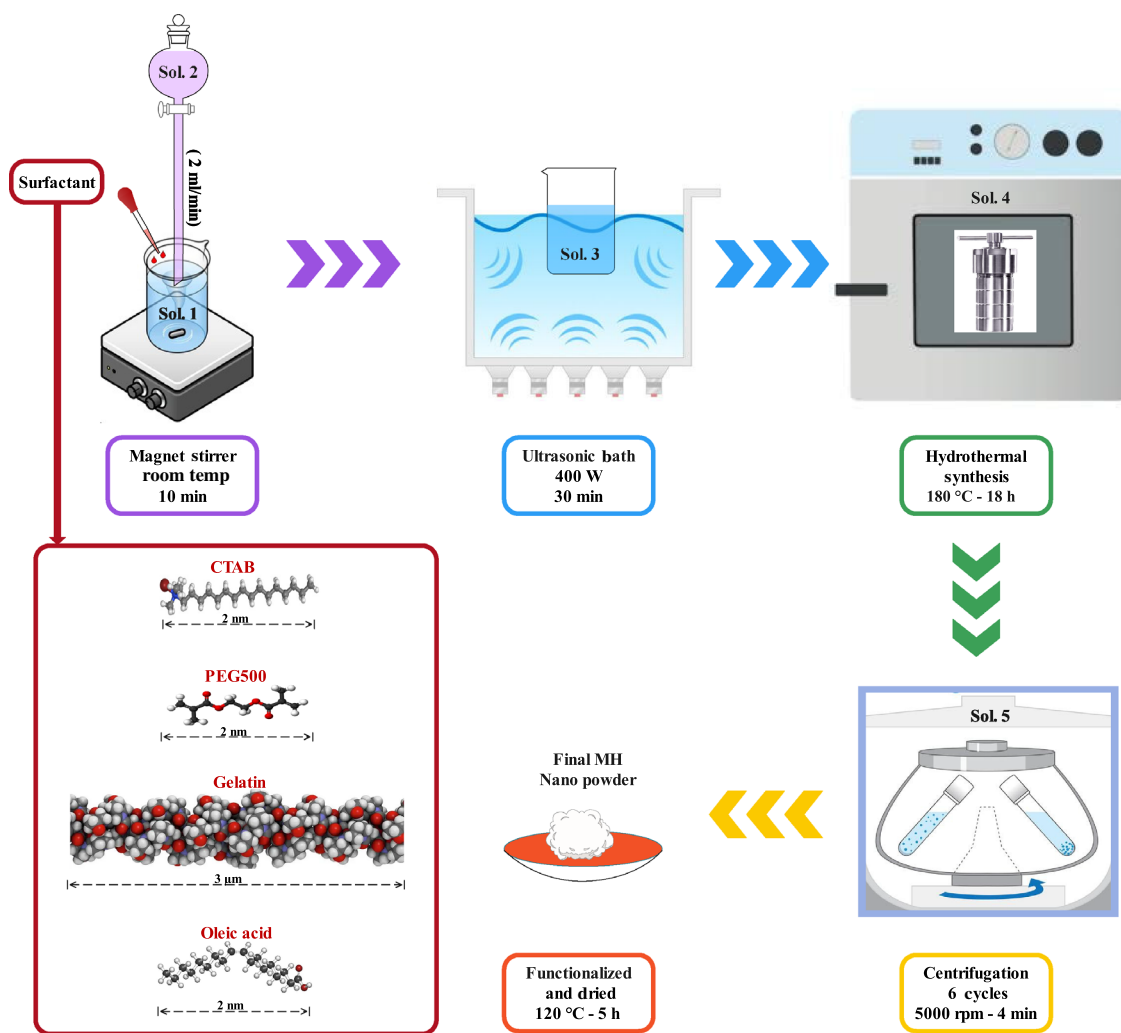 Sol. 2
( 2 ml/min)
Surfactant
Sol. 1
Sol. 3
Sol. 4
Magnet stirrer
room temp
10 min
Ultrasonic bath
400 W
30 min
Hydrothermal
synthesis
180 °C - 18 h
CTAB
2 nm
PEG500
2 nm
Gelatin
3 µm
Oleic acid
2 nm
Sol. 5
Final MH
Nano powder
Functionalized
and dried
120 °C - 5 h
Centrifugation
6 cycles
5000 rpm - 4 min